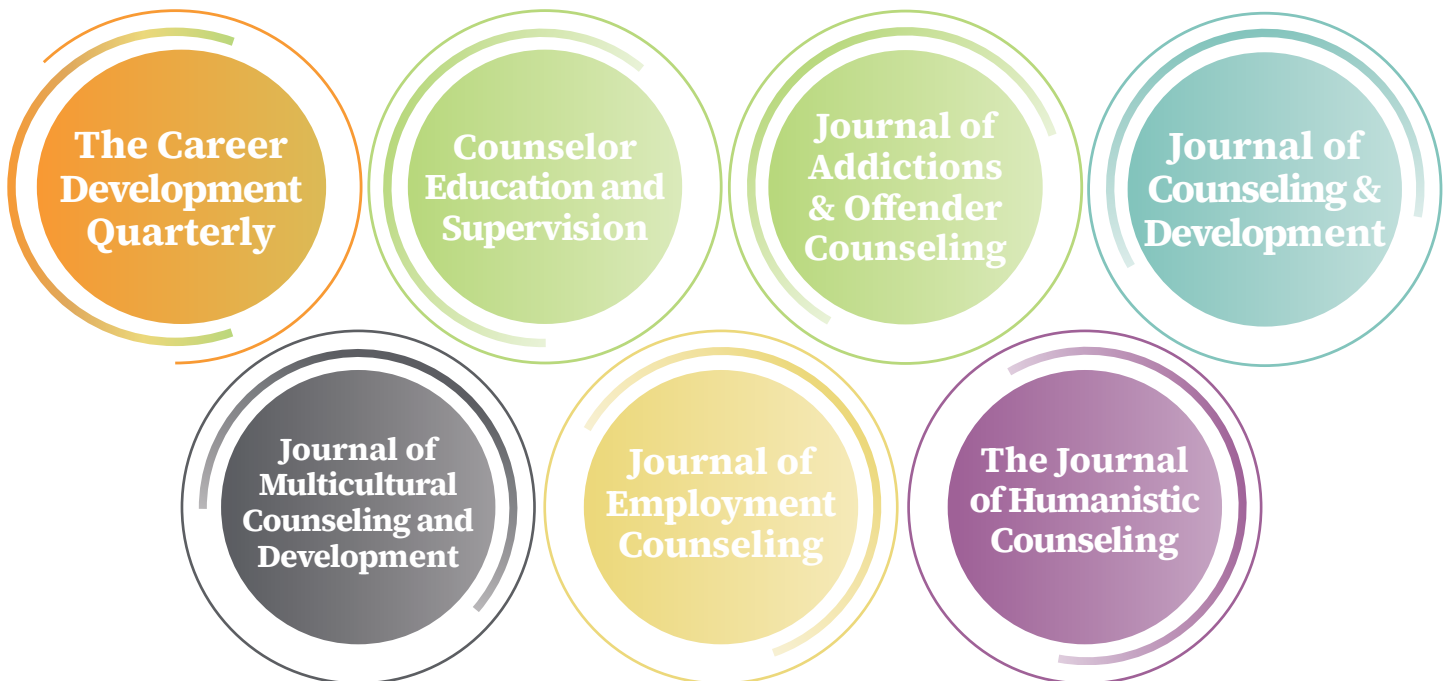 The Career
Development
Quarterly
Counselor
Education and
Supervision
Journal of
Addictions
& Offender
Counseling
Journal of
Counseling &
Development
Journal of
Multicultural
Counseling and
Development
Journal of
Employment
Counseling
The Journal
of Humanistic
Counseling